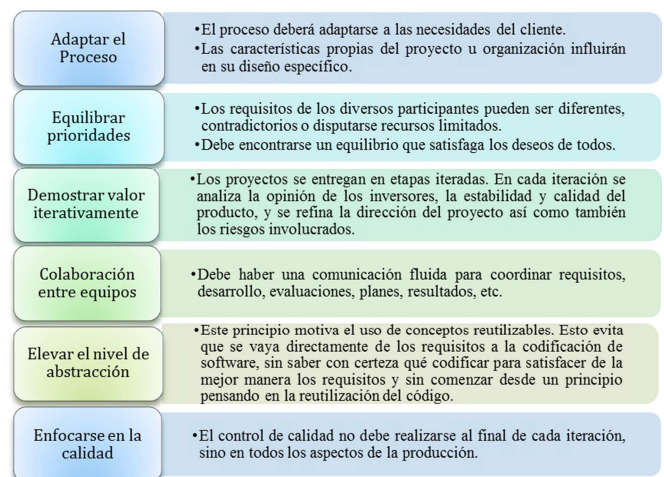 Adaptar el
Proceso
•El proceso deberá adaptarse a las necesidades del cliente.
•Las características propias del proyecto u organización influirán
en su diseño específico.
Equilibrar
prioridades
•Los requisitos de los diversos participantes pueden ser diferentes,
contradictorios o disputarse recursos limitados.
•Debe encontrarse un equilibrio que satisfaga los deseos de todos.
Demostrar valor
iterativamente
•Los proyectos se entregan en etapas iteradas. En cada iteración se
analiza la opinión de los inversores, la estabilidad y calidad del
producto, y se refina la dirección del proyecto así como también
los riesgos involucrados.
Colaboración
entre equipos
•Debe haber una comunicación fluida para coordinar requisitos,
desarrollo, evaluaciones, planes, resultados, etc.
Elevar el nivel de
abstracción
•Este principio motiva el uso de conceptos reutilizables. Esto evita
que se vaya directamente de los requisitos a la codificación de
software, sin saber con certeza qué codificar para satisfacer de la
mejor manera los requisitos y sin comenzar desde un principio
pensando en la reutilización del código.
Enfocarse en la
calidad
•El control de calidad no debe realizarse al final de cada iteración,
sino en todos los aspectos de la producción.